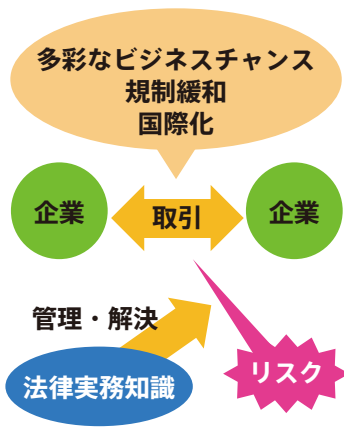 多彩なビジネスチャンス
規制緩和
国際化
企業
取引
企業
管理・解決
法律実務知識
リスク